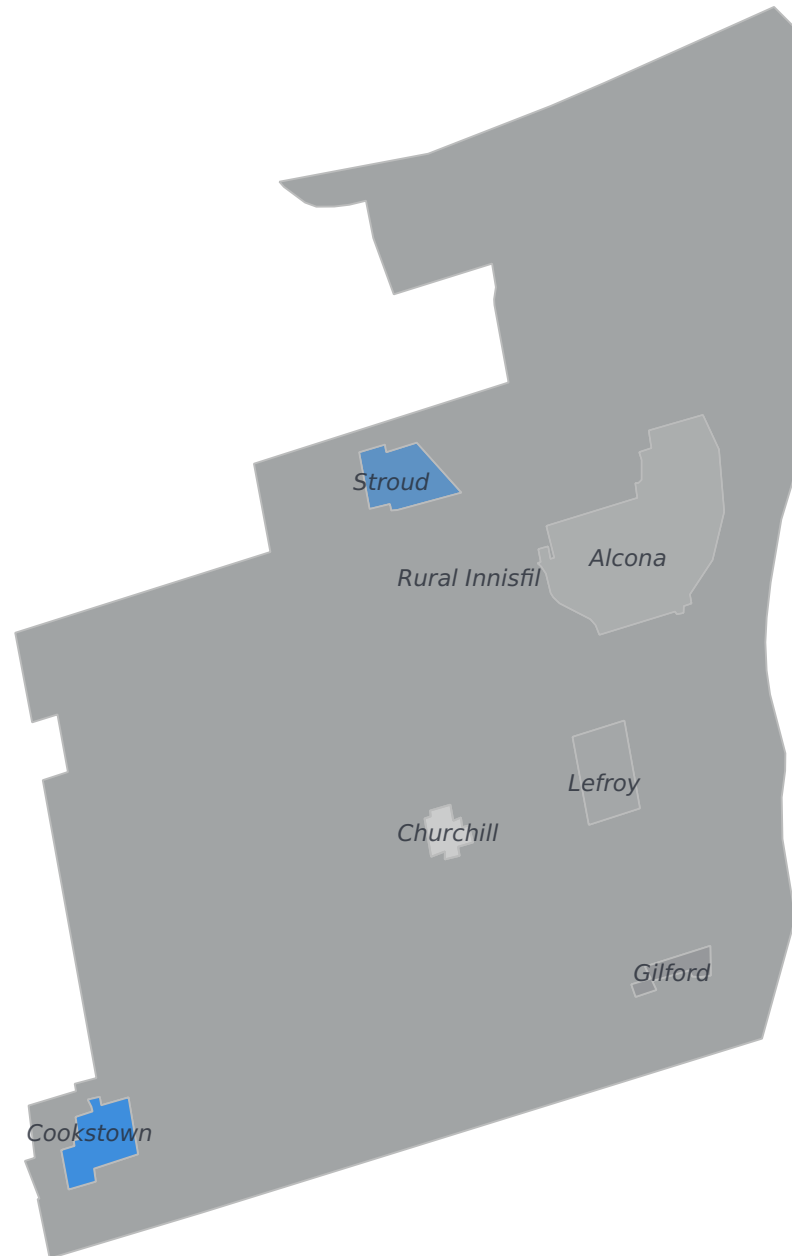 Stroud
Alcona
Rural Innisfil
Lefroy
Churchill
Gilford
Cookstown